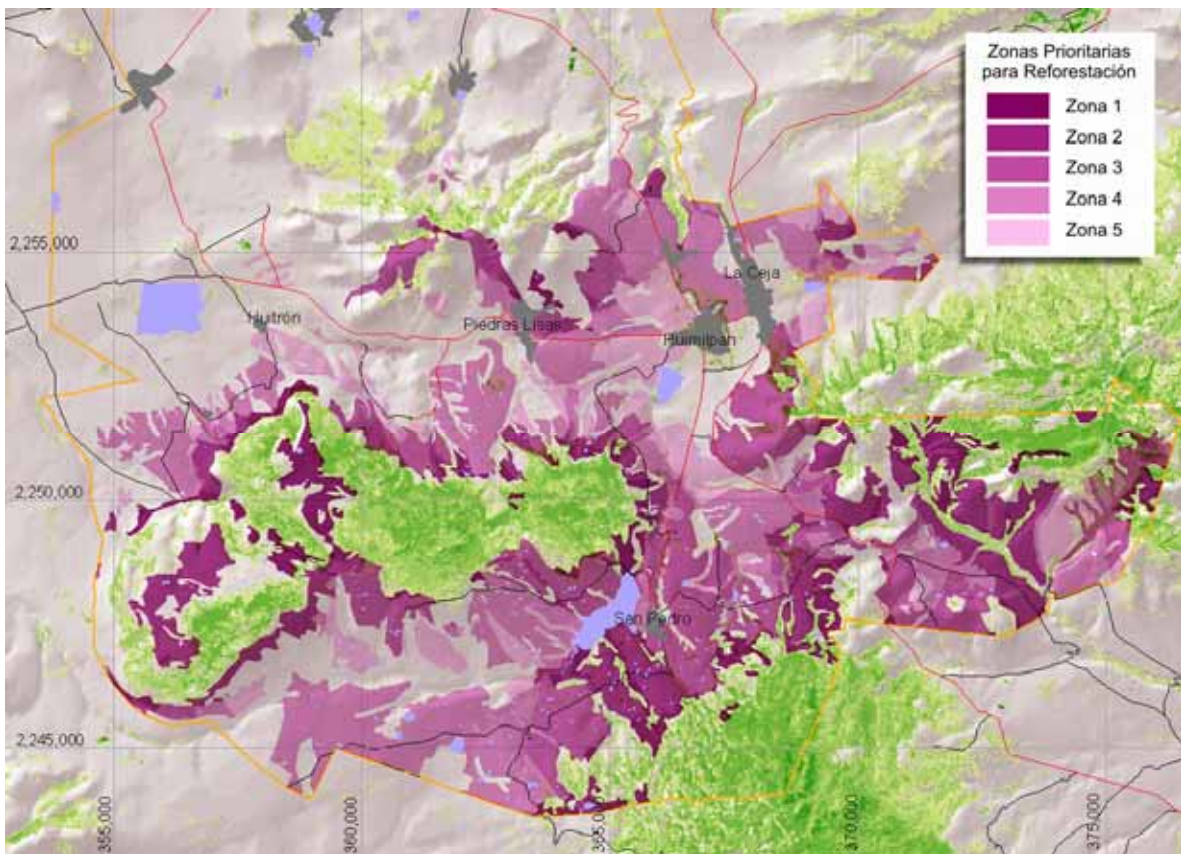 Zonas Prioritarias
para Reforestación
Zona 1
Zona 2
Zona 3
Zona 4
Zona 5
2,255,000
La Ceja
Huitrón
Piedras Lisas
Huimilpan
2,250,000
San Pedro
2,245,000
355,000
360,000
365,000
370,000
375,000